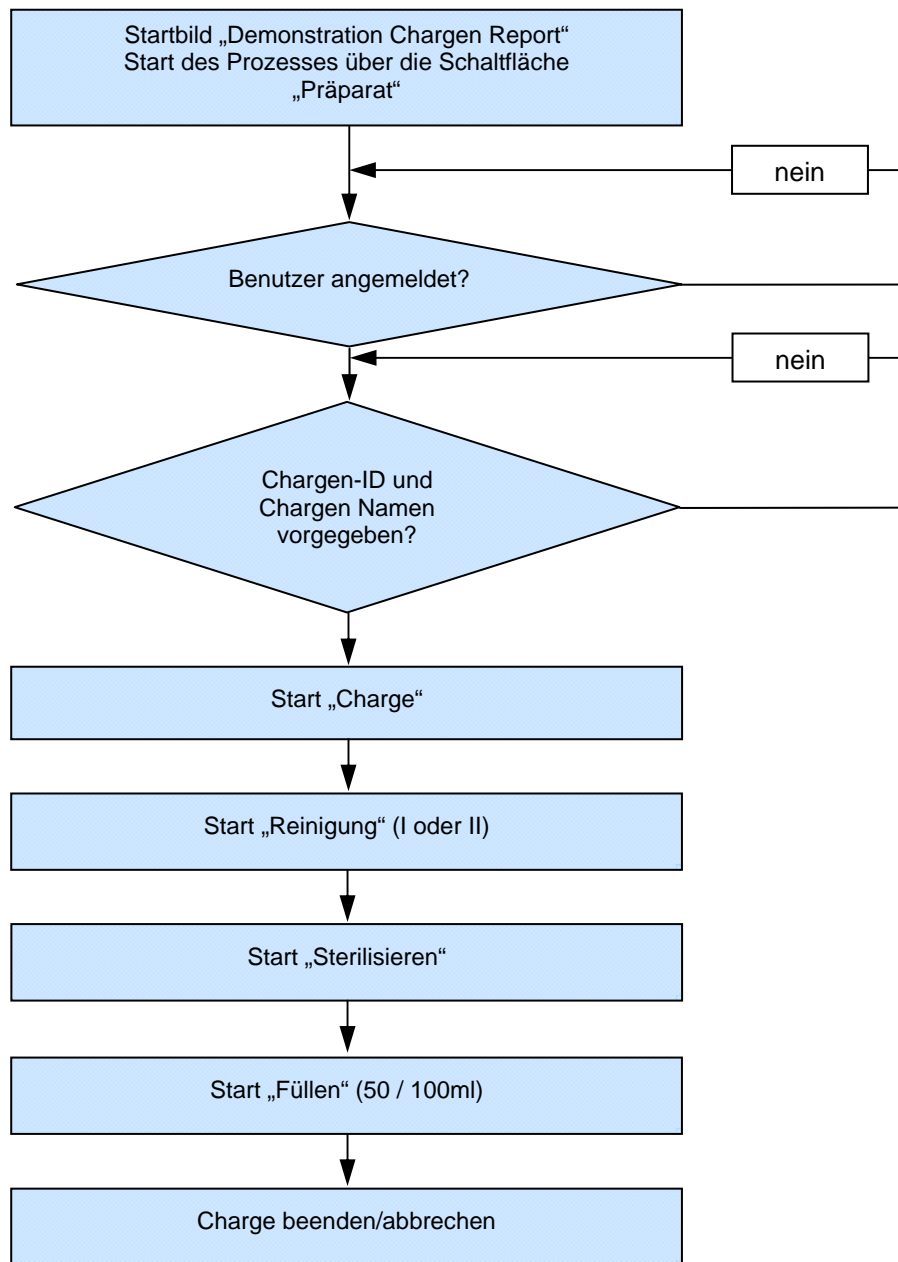 Startbild „Demonstration Chargen Report“
Start des Prozesses über die Schaltfläche
„Präparat“
nein
Benutzer angemeldet?
nein
Chargen-ID und
Chargen Namen
vorgegeben?
Start „Charge“
Start „Reinigung“ (I oder II)
Start „Sterilisieren“
Start „Füllen“ (50 / 100ml)
Charge beenden/abbrechen